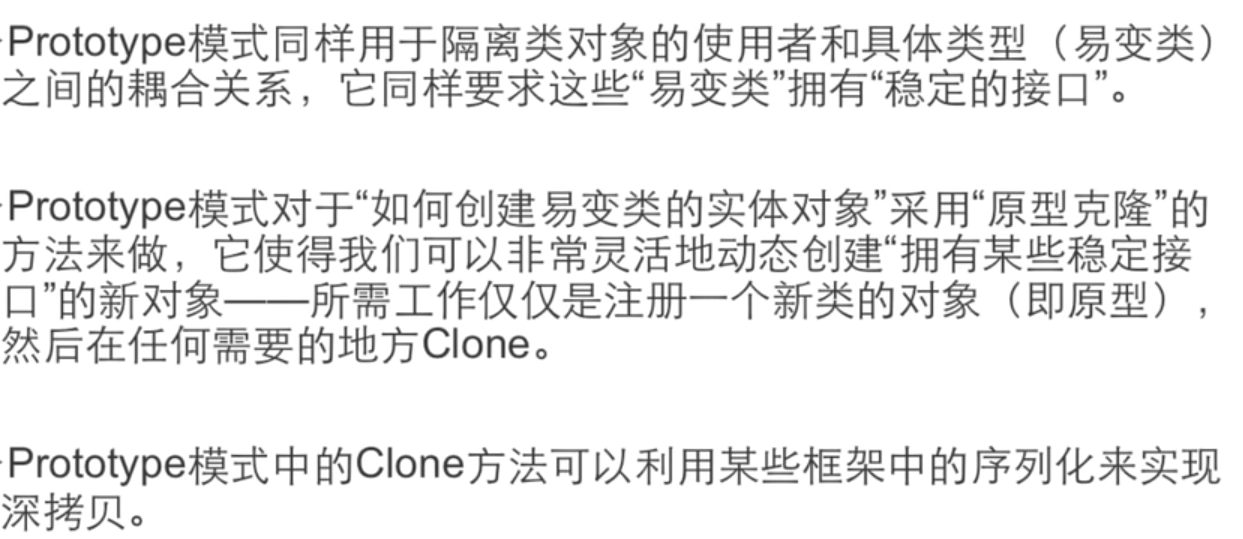 Prototype模式同样用于隔离类对象的使用者和具体类型（易变类）
之间的耦合关系，它同样要求这些“易变类”拥有“稳定的接口”。
Prototype模式对于“如何创建易变类的实体对象”采用“原型克隆”的
方法来做，它使得我们可以非常灵活地动态创建“拥有某些稳定接
口”的新对象——所需工作仅仅是注册一个新类的对象（即原型），
然后在任何需要的地方Clone。
Prototype模式中的Clone方法可以利用某些框架中的序列化来实现
深拷贝。